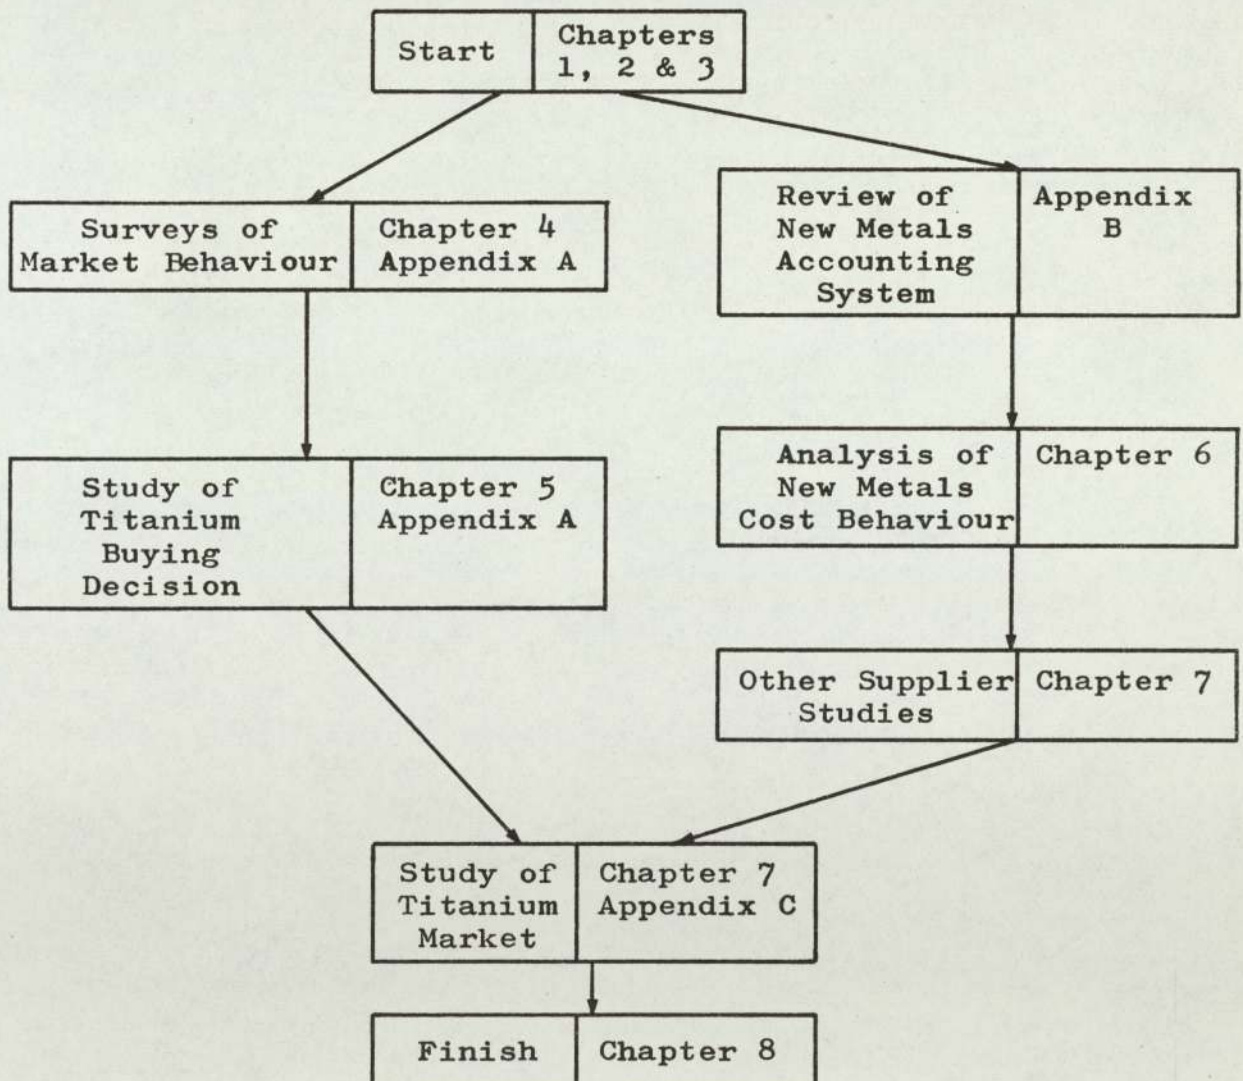 Start
Chapters
1, 2 & 3
Surveys of
Market Behaviour
Chapter 4
Appendix A
Review of
New Metals
Accounting
System
Appendix
B
Study of
Titanium
Buying
Decision
Chapter 5
Appendix A
Analysis of
New Metals
Cost Behaviour
Chapter 6
Other Supplier
Studies
Chapter 7
Study of
Titanium
Market
Chapter 7
Appendix C
Finish
Chapter 8